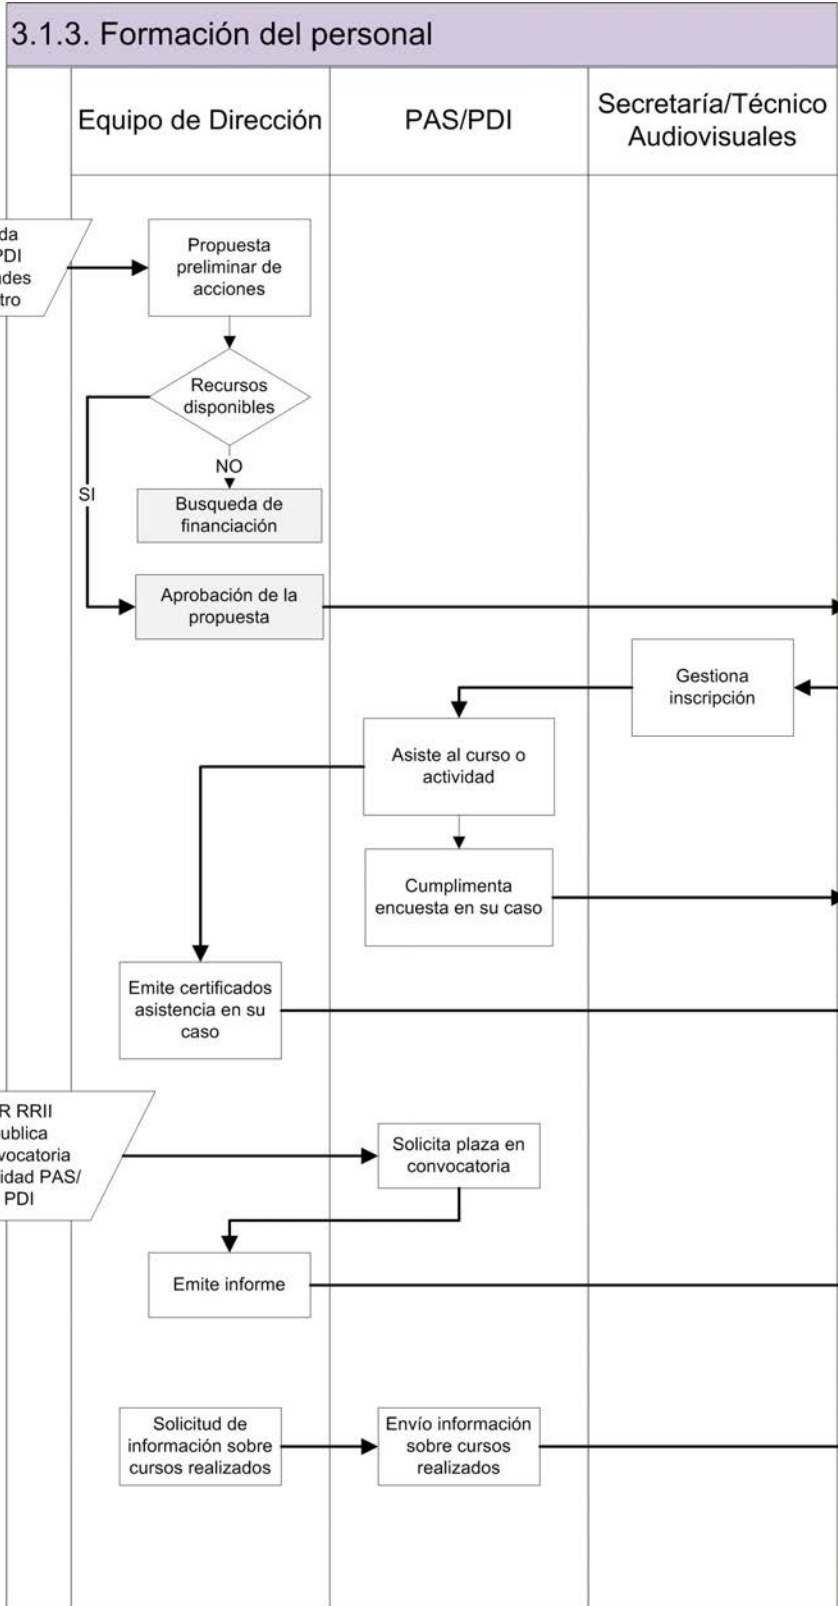 3.1.3. Formación del personal
Equipo de Dirección
PAS/PDI
Secretaría/Técnico
Audiovisuales
Propuesta
preliminar de
acciones
Recursos
disponibles
NO
SI
Busqueda de
financiación
Aprobación de la
propuesta
Gestiona
inscripción
Asiste al curso o
actividad
Cumplimenta
encuesta en su caso
Emite certificados
asistencia en su
caso
RRII
PAS/
PDI
Solicita plaza en
convocatoria
Emite informe
Solicitud de
información sobre
cursos realizados
Envío información
sobre cursos
realizados